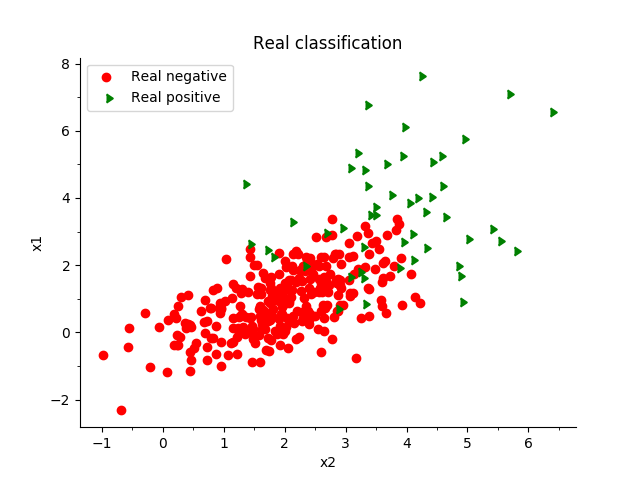 Real classification
Real negative
Real positive
8
6
4
2
0
−2
x1
−1 0 1 2 3 4 5 6
x2